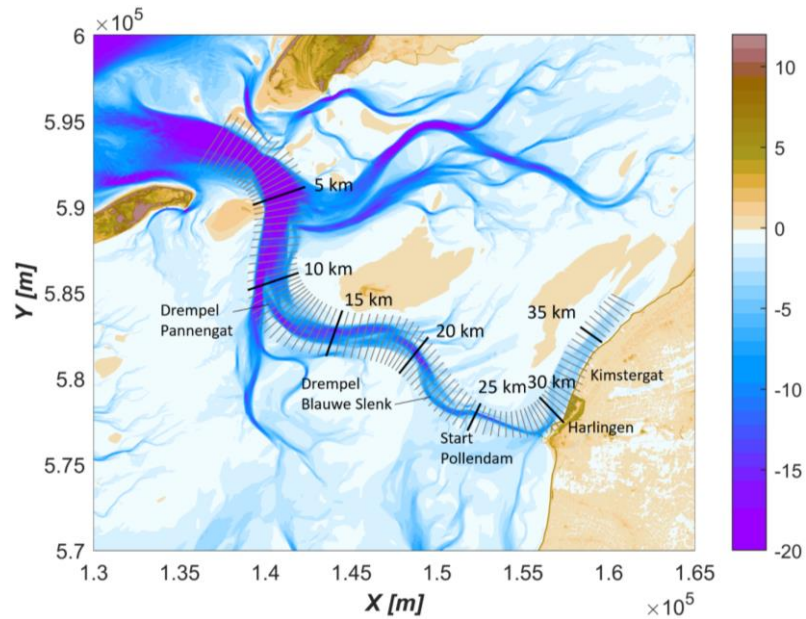 ×10⁵
6
5.95
5.9
5.85
5.8
5.75
5.7
Y [m]
5 km
10 km
Drempel
Pannengat
15 km
20 km
Drempel
Blauwe Slenk
25 km
30 km
35 km
Kimstergat
Harlingen
Start
Pollendam
1.3
1.35
1.4
1.45
1.5
1.55
1.6
1.65
X [m]
×10⁵
10
5
0
-5
-10
-15
-20